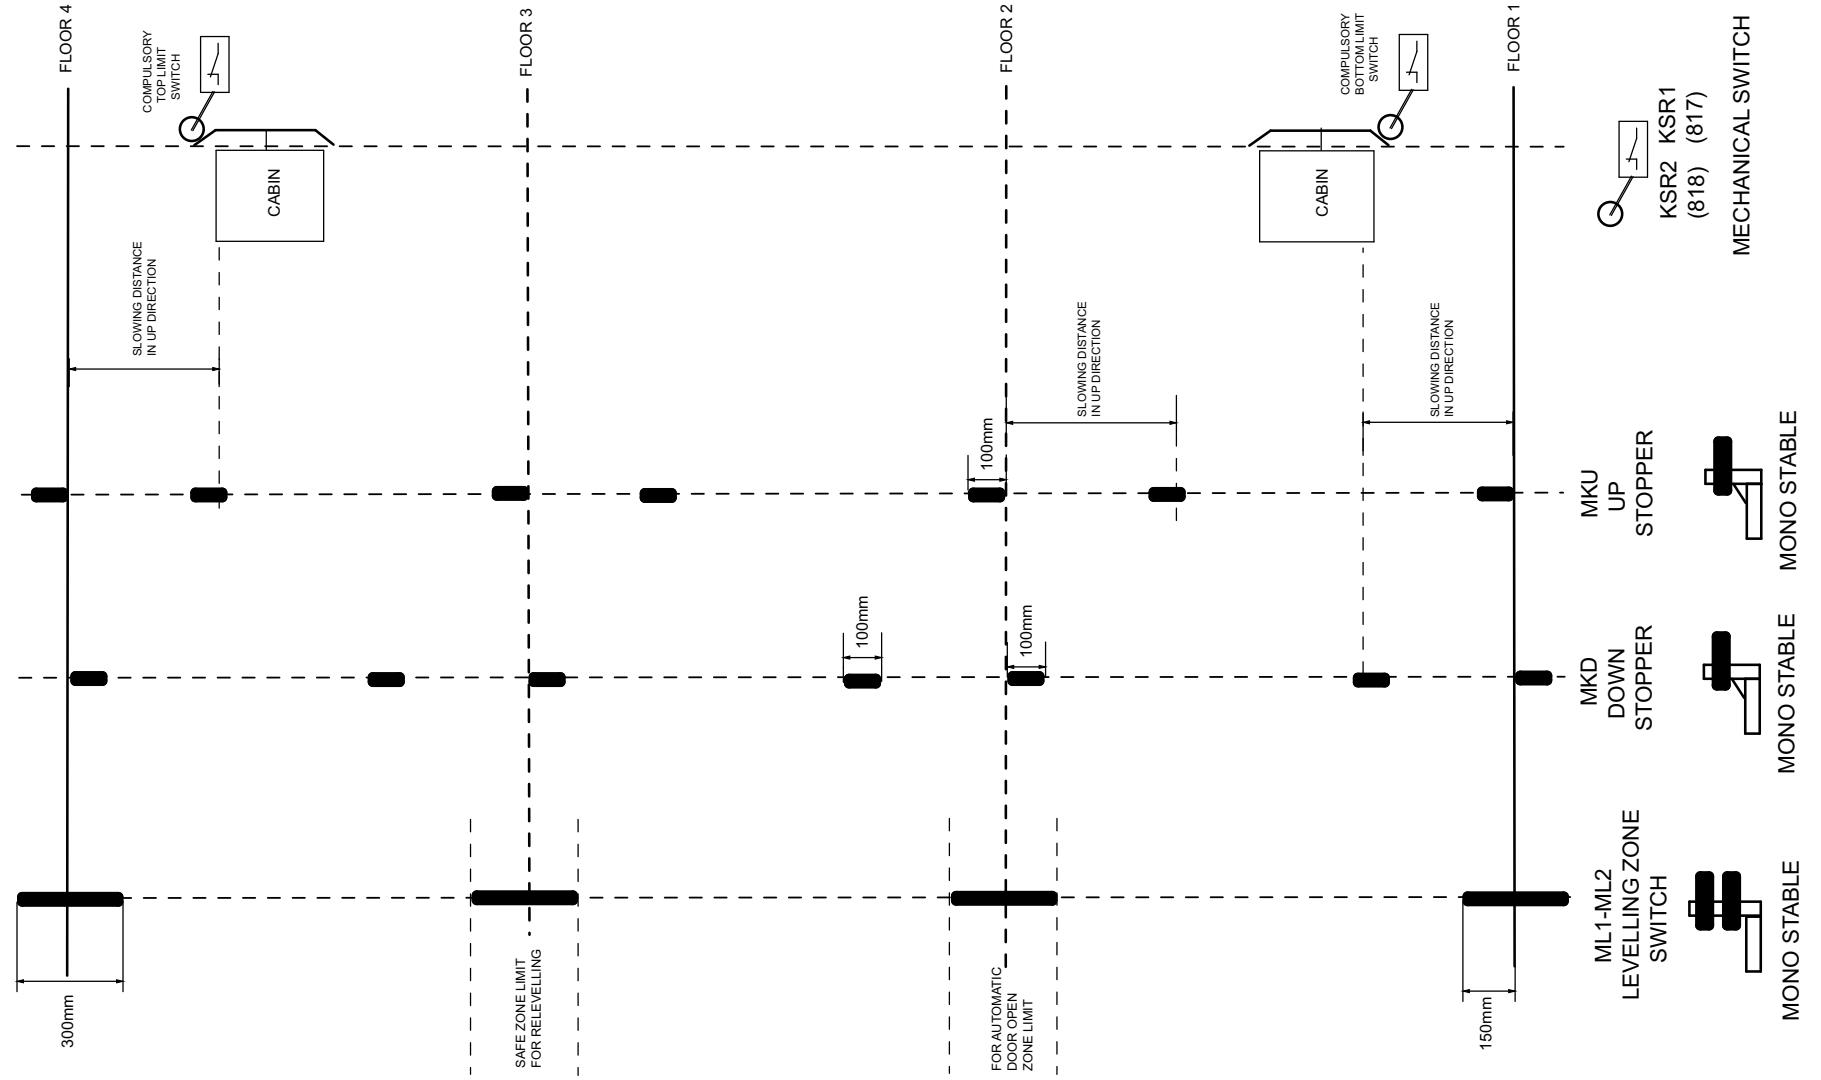 FLOOR 4
COMPULSORY
TOP LIMIT
SWITCH
CABIN
SLOWING DISTANCE
IN UP DIRECTION
300mm
FLOOR 3
SAFE ZONE LIMIT
FOR RELEVELLING
FLOOR 2
100mm
SLOWING DISTANCE
IN UP DIRECTION
100mm
100mm
FOR AUTOMATIC
DOOR OPEN
ZONE LIMIT
COMPULSORY
BOTTOM LIMIT
SWITCH
CABIN
SLOWING DISTANCE
IN UP DIRECTION
FLOOR 1
150mm
ML1-ML2
LEVELLING ZONE
SWITCH
MONO STABLE
MKD
DOWN
STOPPER
MONO STABLE
MKU
UP
STOPPER
MONO STABLE
KSR2 KSR1
(818) (817)
MECHANICAL SWITCH